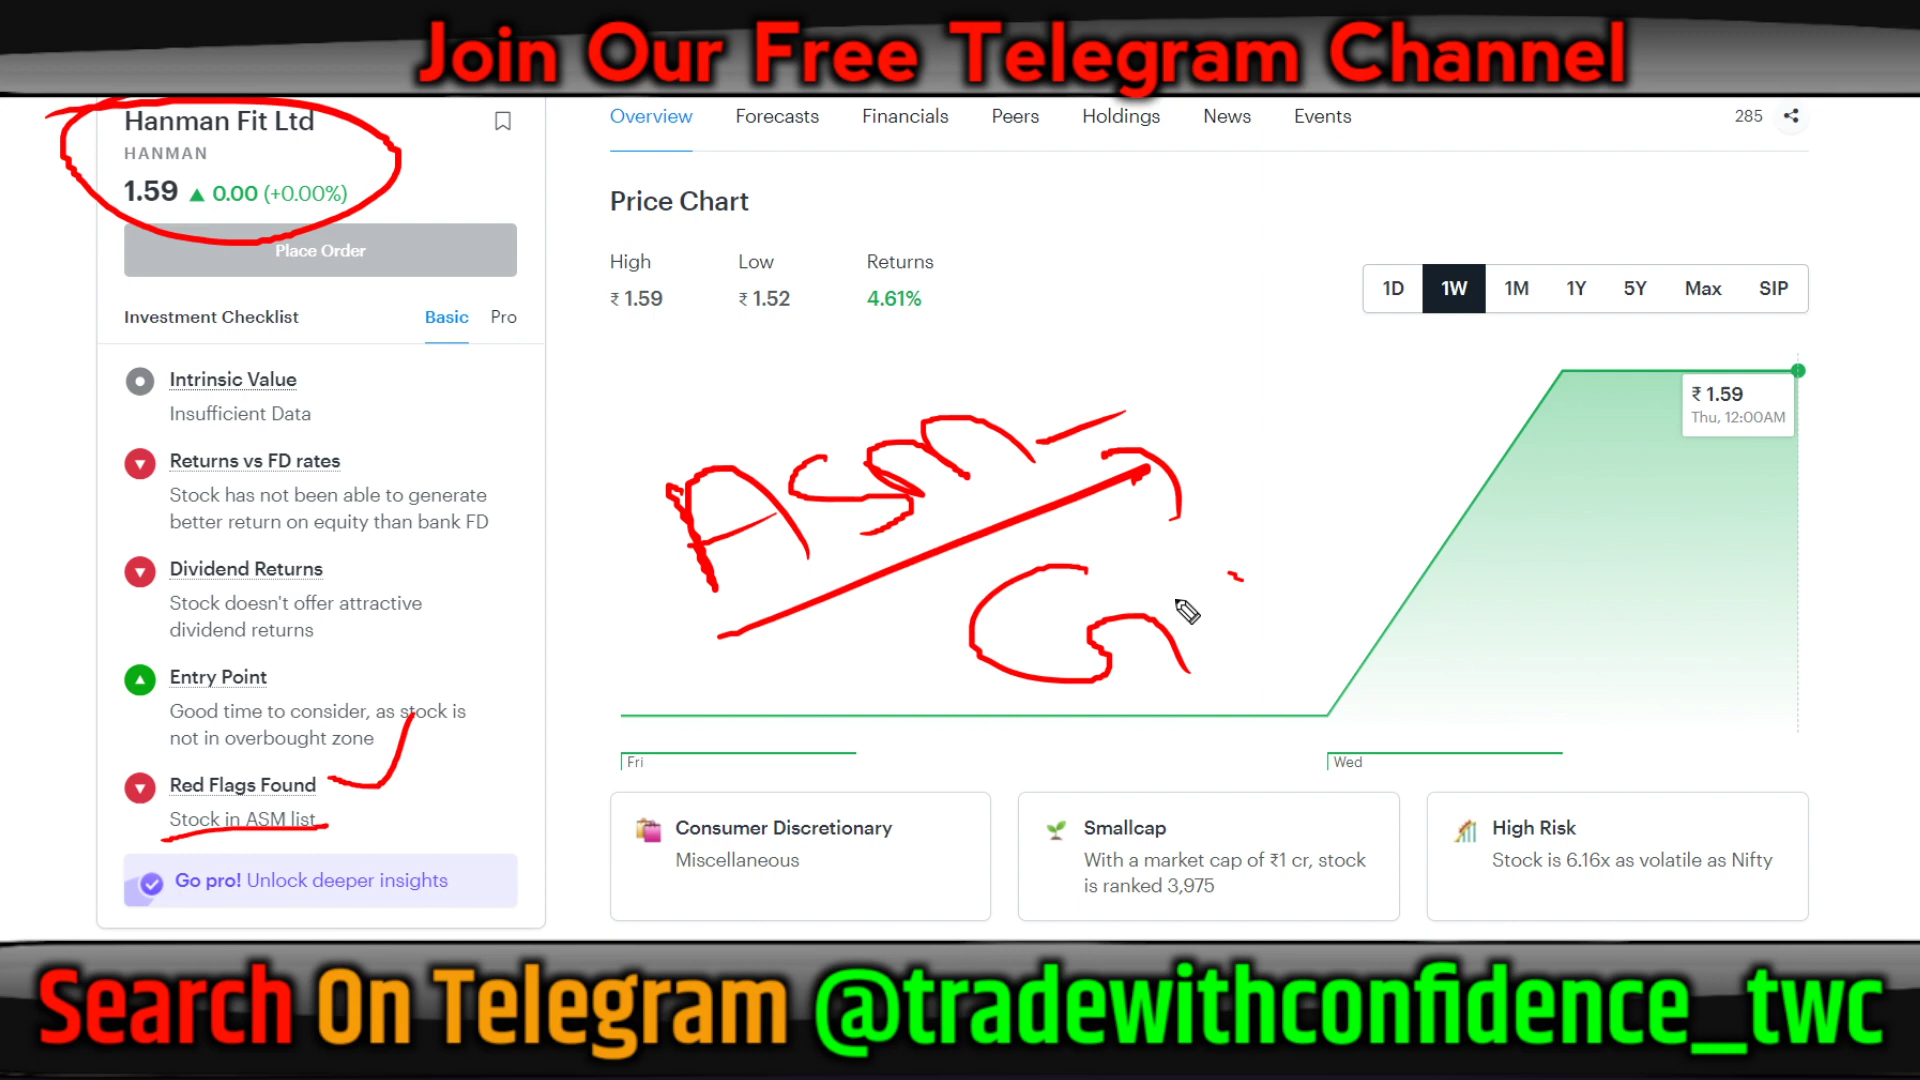 Join Our Free Telegram Channel
Hanman Fit Ltd
HANMAN
1.59 ▲ 0.00 (+0.00%)
Place Order
Investment Checklist Basic Pro
Intrinsic Value
Insufficient Data
Returns vs FD rates
Stock has not been able to generate
better return on equity than bank FD
Dividend Returns
Stock doesn't offer attractive
dividend returns
Entry Point
Good time to consider, as stock is
not in overbought zone
Red Flags Found
Stock in ASM list
Go pro! Unlock deeper insights
Overview Forecasts Financials Peers Holdings News Events 285
Price Chart
High Low Returns
₹ 1.59 ₹ 1.52 4.61%
1D 1W 1M 1Y 5Y Max SIP
₹ 1.59
Thu, 12:00AM
Asm
Fri Wed
Consumer Discretionary
Miscellaneous
Smallcap
With a market cap of ₹1 cr, stock
is ranked 3,975
High Risk
Stock is 6.16x as volatile as Nifty
Search On Telegram @tradewithconfidence_twc